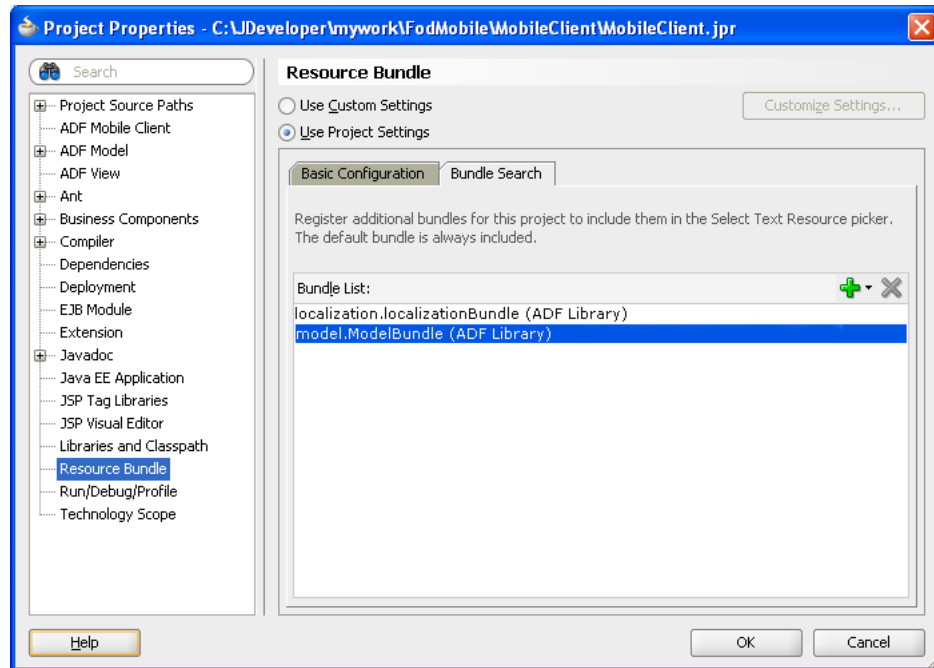 Project Properties - C:\JDeveloper\mywork\FodMobile\MobileClient\MobileClient.jpr
Search
Project Source Paths
ADF Mobile Client
ADF Model
ADF View
Ant
Business Components
Compiler
Dependencies
Deployment
EJB Module
Extension
Javadoc
Java EE Application
JSP Tag Libraries
JSP Visual Editor
Libraries and Classpath
Resource Bundle
Run/Debug/Profile
Technology Scope
Resource Bundle
Use Custom Settings
Customize Settings...
Use Project Settings
Basic Configuration
Bundle Search
Register additional bundles for this project to include them in the Select Text Resource picker.
The default bundle is always included.
Bundle List:
localization.localizationBundle (ADF Library)
model.ModelBundle (ADF Library)
Help
OK
Cancel